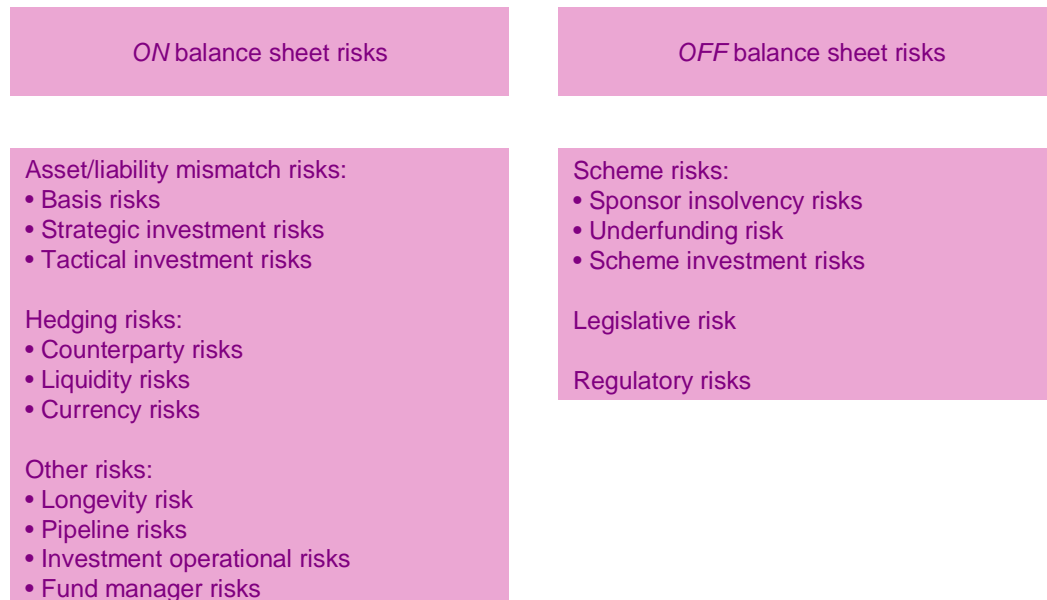 ON balance sheet risks
OFF balance sheet risks
Asset/liability mismatch risks:
• Basis risks
• Strategic investment risks
• Tactical investment risks
Hedging risks:
• Counterparty risks
• Liquidity risks
• Currency risks
Other risks:
• Longevity risk
• Pipeline risks
• Investment operational risks
• Fund manager risks
Scheme risks:
• Sponsor insolvency risks
• Underfunding risk
• Scheme investment risks
Legislative risk
Regulatory risks